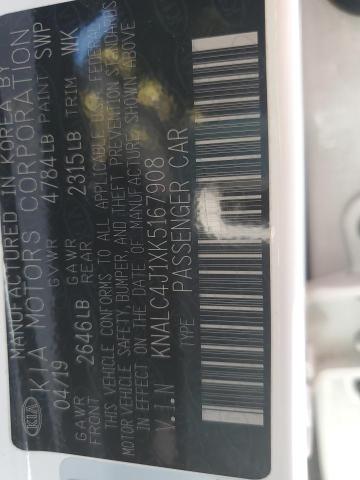 MANUFACTURED IN KOREA BY
KIA KIA MOTORS CORPORATION
04/19 GVWR 4784LB PAINT SWP
GAWR FRONT 2646LB GAWR REAR 2315LB TRIM WK
THIS VEHICLE CONFORMS TO ALL APPLICABLE U.S. FEDERAL
MOTOR VEHICLE SAFETY, BUMPER, AND THEFT PREVENTION STANDARDS
IN EFFECT ON THE DATE OF MANUFACTURE SHOWN ABOVE
V.I.N KNALC4J1XK5167908
TYPE PASSENGER CAR